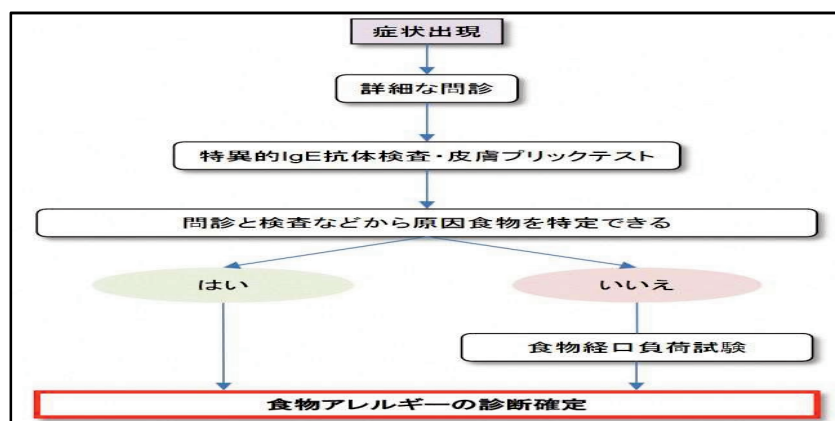 症状出現
詳細な問診
特異的IgE抗体検査・皮膚プリックテスト
問診と検査などから原因食物を特定できる
はい
いいえ
食物経口負荷試験
食物アレルギーの診断確定